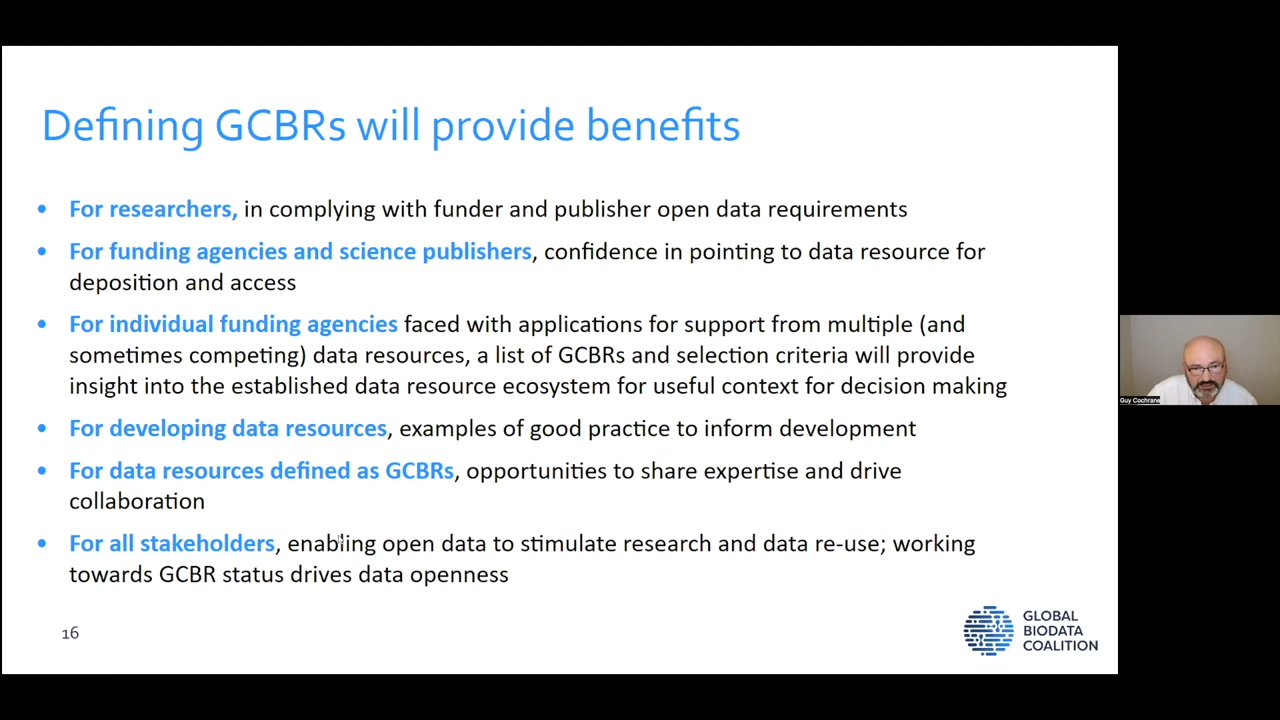 Defining GCBRs will provide benefits
• For researchers, in complying with funder and publisher open data requirements
• For funding agencies and science publishers, confidence in pointing to data resource for
deposition and access
• For individual funding agencies faced with applications for support from multiple (and
sometimes competing) data resources, a list of GCBRs and selection criteria will provide
insight into the established data resource ecosystem for useful context for decision making
• For developing data resources, examples of good practice to inform development
• For data resources defined as GCBRs, opportunities to share expertise and drive
collaboration
• For all stakeholders, enabling open data to stimulate research and data re-use; working
towards GCBR status drives data openness
16
GLOBAL
BIODATA
COALITION
Guy Cochrane